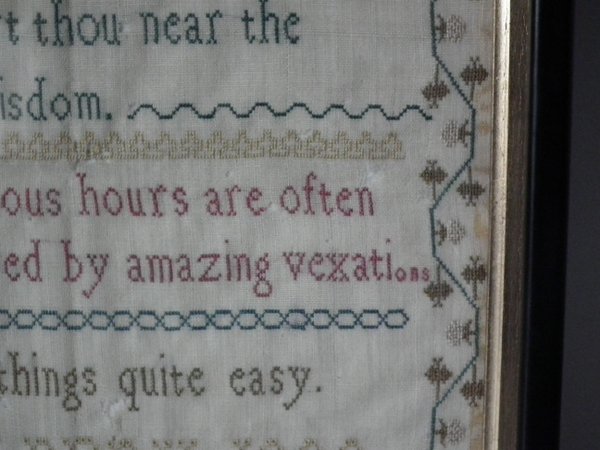 t thou near the
isdom.
ous hours are often
ed by amazing vexations
things quite easy.